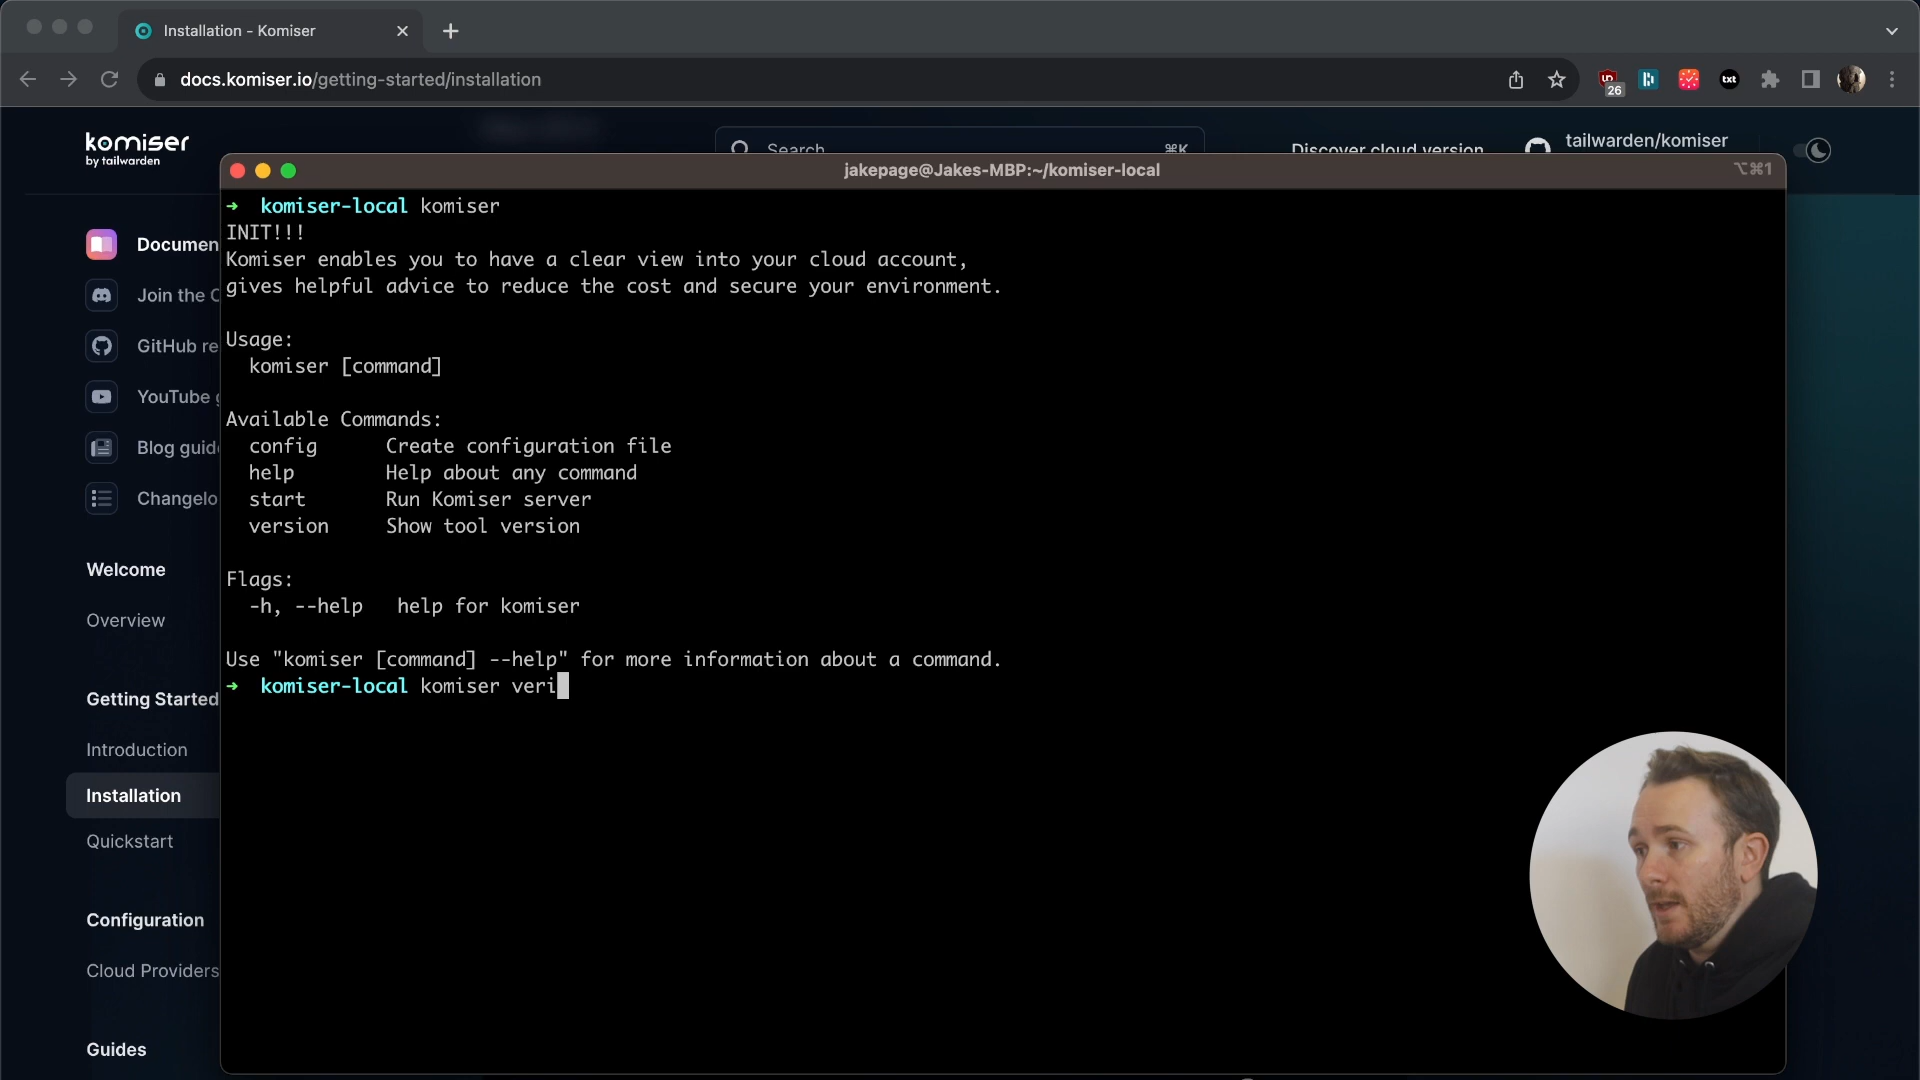 Installation - Komiser
docs.komiser.io/getting-started/installation
26
txt
komiser
by tailwarden
Search
⌘K
Discover cloud version
tailwarden/komiser
jakepage@Jakes-MBP:~/komiser-local
⌥⌘1
➜ komiser-local komiser
INIT!!!
Komiser enables you to have a clear view into your cloud account,
gives helpful advice to reduce the cost and secure your environment.
Usage:
komiser [command]
Available Commands:
config Create configuration file
help Help about any command
start Run Komiser server
version Show tool version
Flags:
-h, --help help for komiser
Use "komiser [command] --help" for more information about a command.
➜ komiser-local komiser veri
Documen
Join the C
GitHub re
YouTube g
Blog guid
Changelo
Welcome
Overview
Getting Started
Introduction
Installation
Quickstart
Configuration
Cloud Providers
Guides